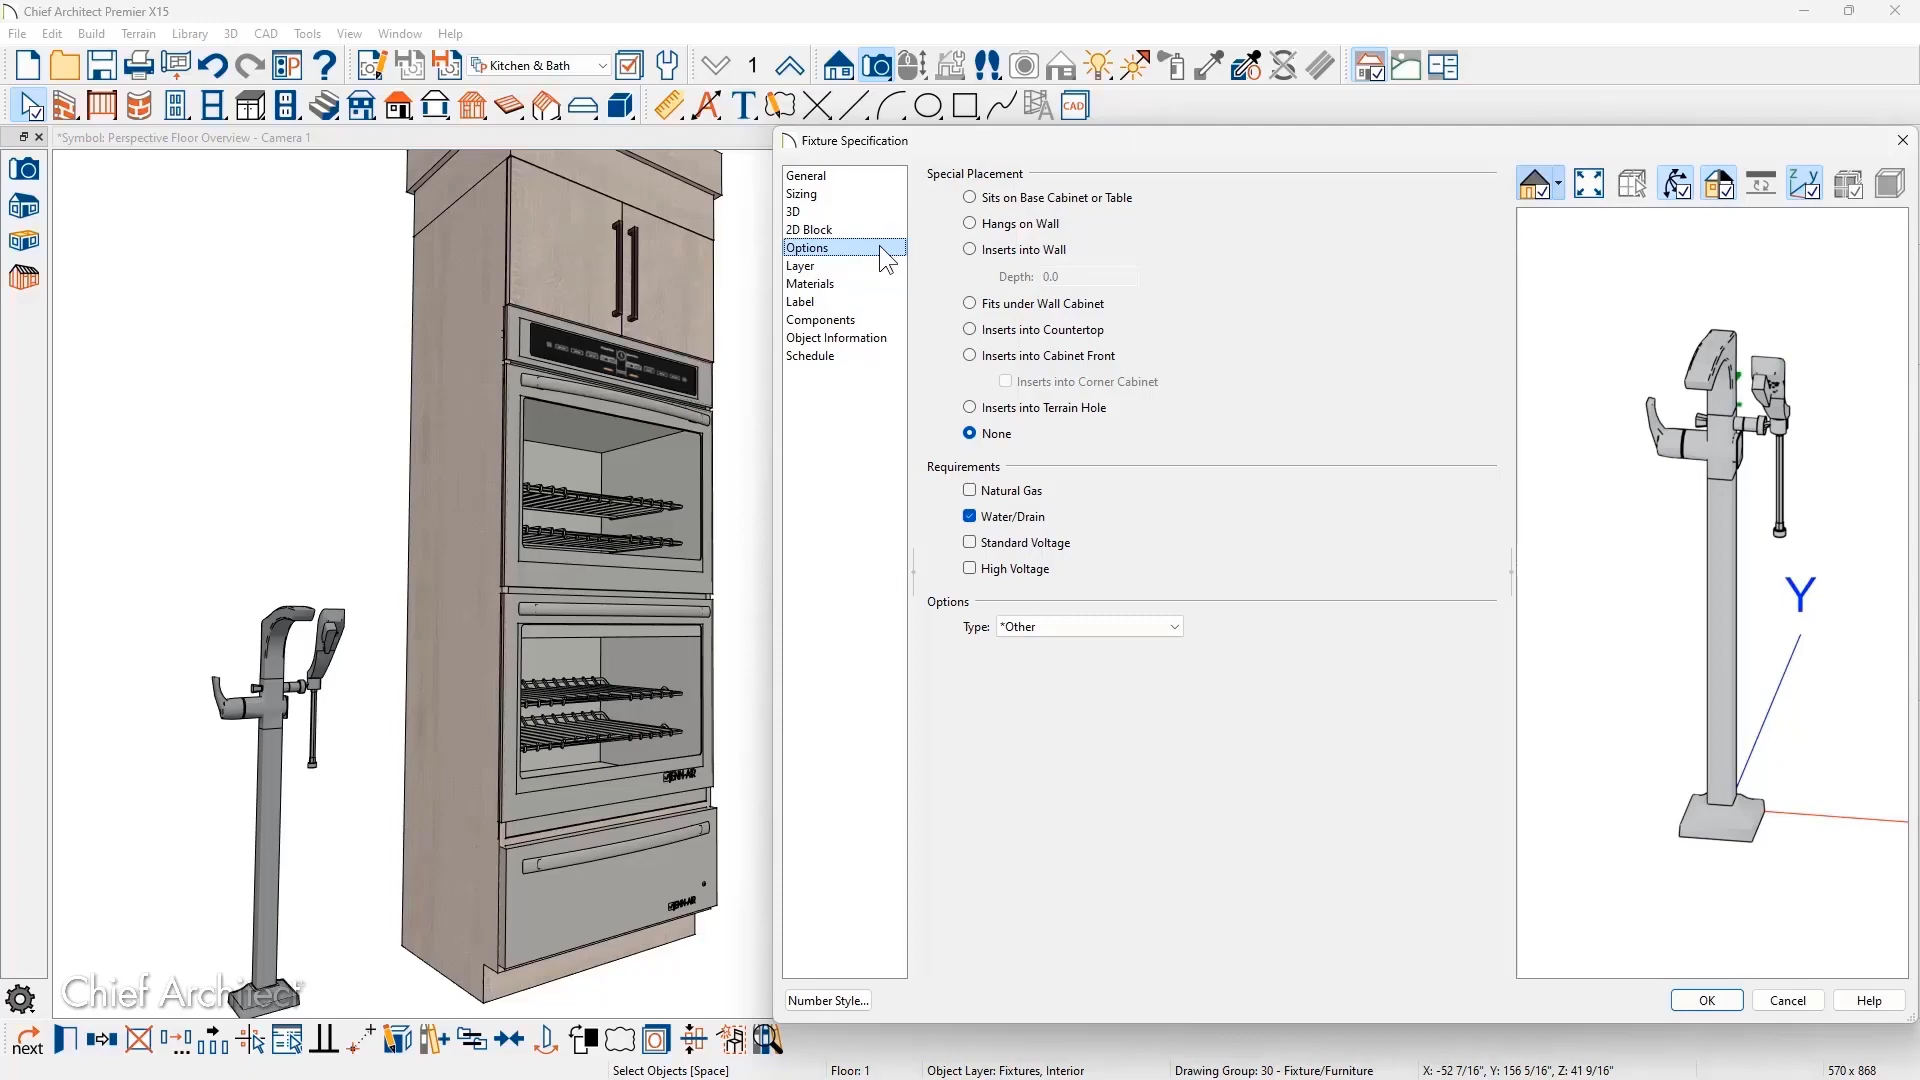 Chief Architect Premier X15
File Edit Build Terrain Library 3D CAD Tools View Window Help
Kitchen & Bath
1
CAD
*Symbol: Perspective Floor Overview - Camera 1
Fixture Specification
General
Sizing
3D
2D Block
Options
Layer
Materials
Label
Components
Object Information
Schedule
Special Placement
Sits on Base Cabinet or Table
Hangs on Wall
Inserts into Wall
Depth: 0.0
Fits under Wall Cabinet
Inserts into Countertop
Inserts into Cabinet Front
Inserts into Corner Cabinet
Inserts into Terrain Hole
None
Requirements
Natural Gas
Water/Drain
Standard Voltage
High Voltage
Options
Type: *Other
Z Y
Y
JENN-AIR
JENN-AIR
Chief Architect
Number Style...
OK Cancel Help
next
Select Objects [Space] Floor: 1 Object Layer: Fixtures, Interior Drawing Group: 30 - Fixture/Furniture X: -52 7/16", Y: 156 5/16", Z: 41 9/16" 570 x 868